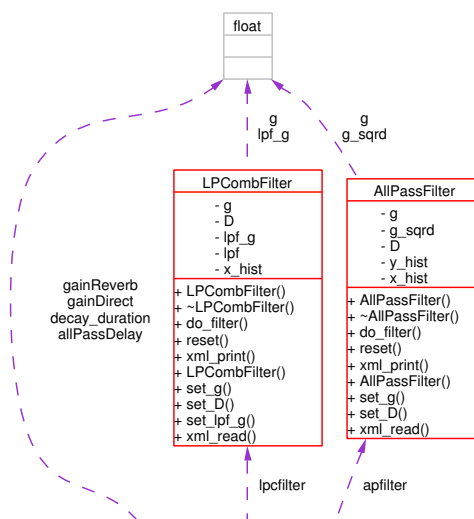 float
g
lpf_g
g
g_sqrd
LPCombFilter
- g
- D
- lpf_g
- lpf
- x_hist
+ LPCombFilter()
+ ~LPCombFilter()
+ do_filter()
+ reset()
+ xml_print()
+ LPCombFilter()
+ set_g()
+ set_D()
+ set_lpf_g()
+ xml_read()
AllPassFilter
- g
- g_sqrd
- D
- y_hist
- x_hist
+ AllPassFilter()
+ ~AllPassFilter()
+ do_filter()
+ reset()
+ xml_print()
+ AllPassFilter()
+ set_g()
+ set_D()
+ xml_read()
gainReverb
gainDirect
decay_duration
allPassDelay
lpcfilter
apfilter